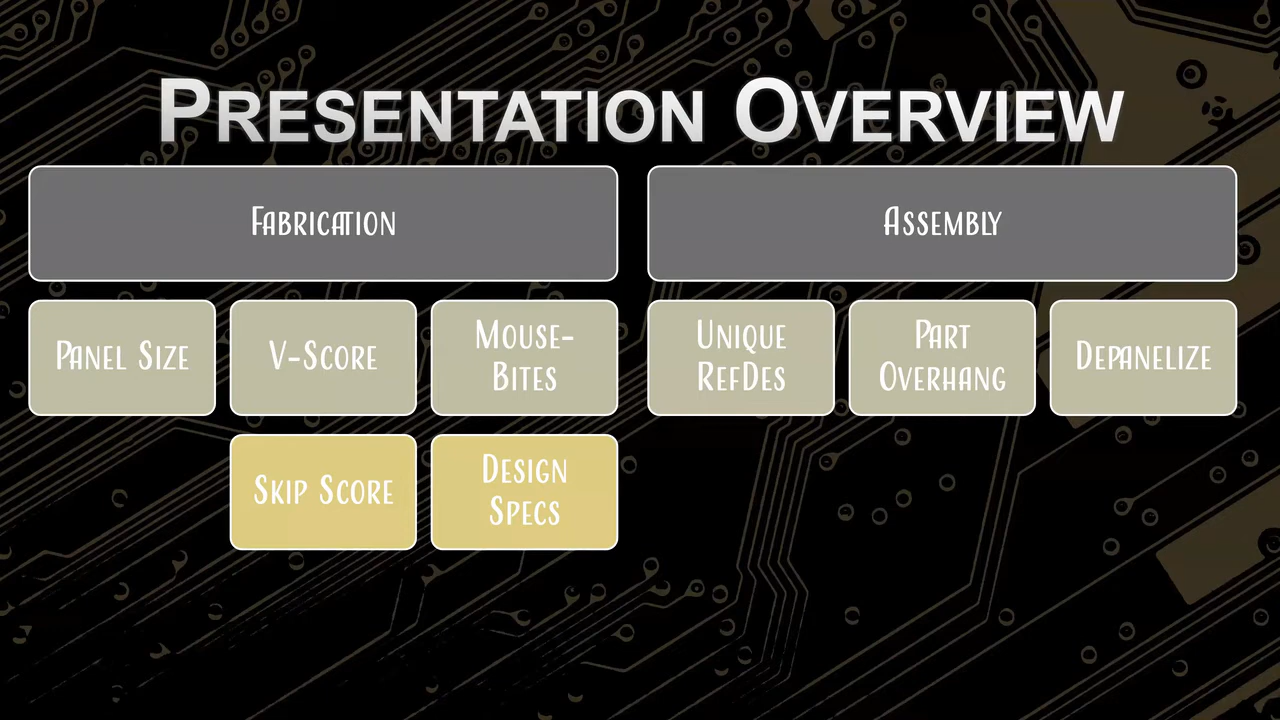 Presentation Overview
Fabrication
Assembly
Panel Size
V-Score
Mouse-
Bites
Unique
RefDes
Part
Overhang
Depanelize
Skip Score
Design
Specs